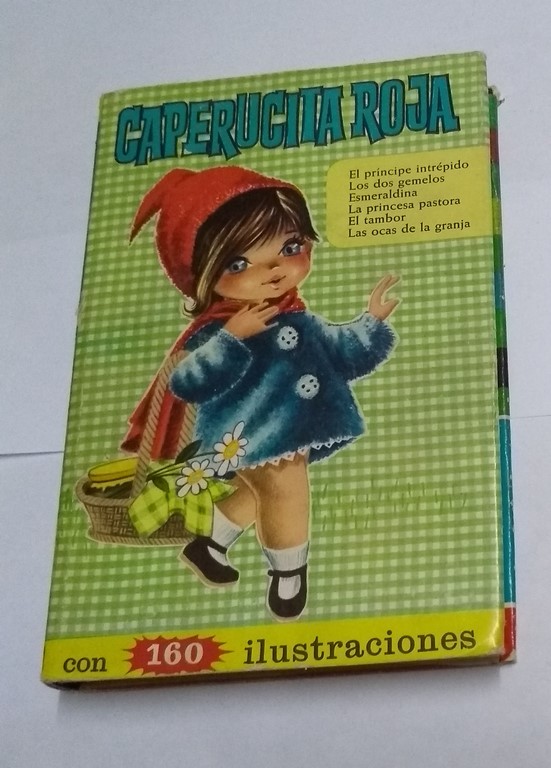 CAPERUCITA ROJA
El principe intrépido
Los dos gemelos
Esmeraldina
La princesa pastora
El tambor
Las ocas de la granja
con 160 ilustraciones